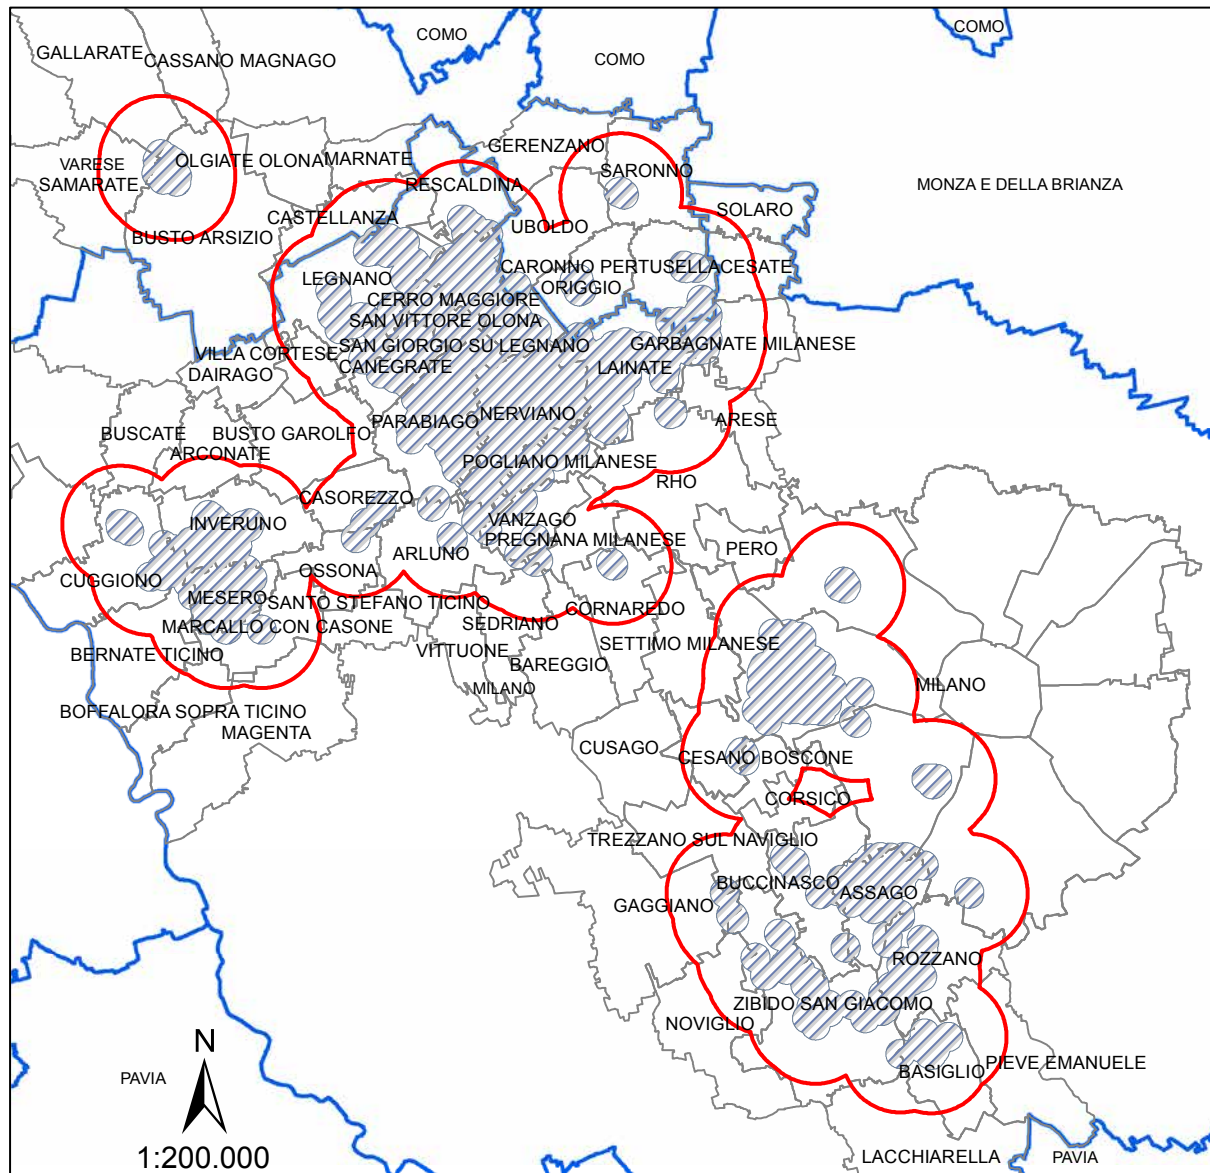 COMO
COMO
COMO
GALLARATE
CASSANO MAGNAGO
GERENZANO
VARESE
SAMARATE
OLGIATE OLONA
MARNATE
RESCALDINA
SARONNO
MONZA E DELLA BRIANZA
CASTELLANZA
UBOLDO
SOLARO
BUSTO ARSIZIO
LEGNANO
CARONNO PERTUSELLA
CESATE
ORIGGIO
CERRO MAGGIORE
SAN VITTORE OLONA
VILLA CORTESE
SAN GIORGIO SU LEGNANO
GARBAGNATE MILANESE
DAIRAGO
CANEGRATE
LAINATE
BUSCATE
BUSTO GAROLFO
PARABIAGO
NERVIANO
ARESE
ARCONATE
POGLIANO MILANESE
RHO
CASOREZZO
INVERUNO
VANZAGO
PREGNANA MILANESE
PERO
ARLUNO
CUGGIONO
OSSONA
MESERO
SANTO STEFANO TICINO
CORNAREDO
MARCALLO CON CASONE
SEDRIANO
SETTIMO MILANESE
BERNATE TICINO
VITTUONE
BAREGGIO
MILANO
MILANO
BOFFALORA SOPRA TICINO
MAGENTA
CUSAGO
CESANO BOSCONE
CORSICO
TREZZANO SUL NAVIGLIO
BUCCINASCO
ASSAGO
GAGGIANO
ROZZANO
ZIBIDO SAN GIACOMO
NOVIGLIO
N
PIEVE EMANUELE
BASIGLIO
PAVIA
1:200.000
LACCHIARELLA
PAVIA